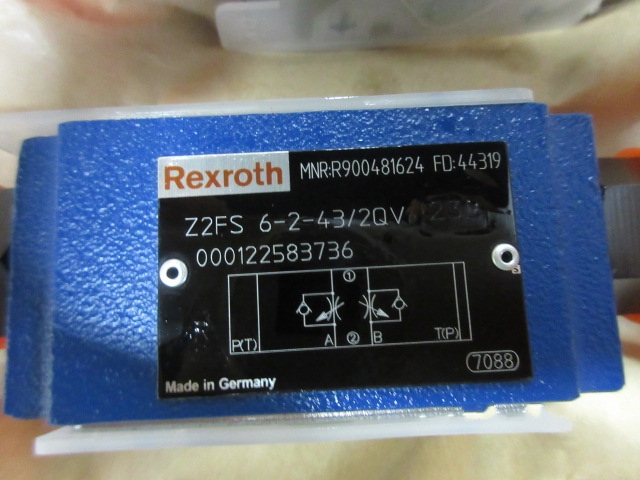 Rexroth MNR:R900481624 FD:44319
Z2FS 6-2-43/2QV
000122583736
①
P(T) A ② B T(P)
7088
Made in Germany